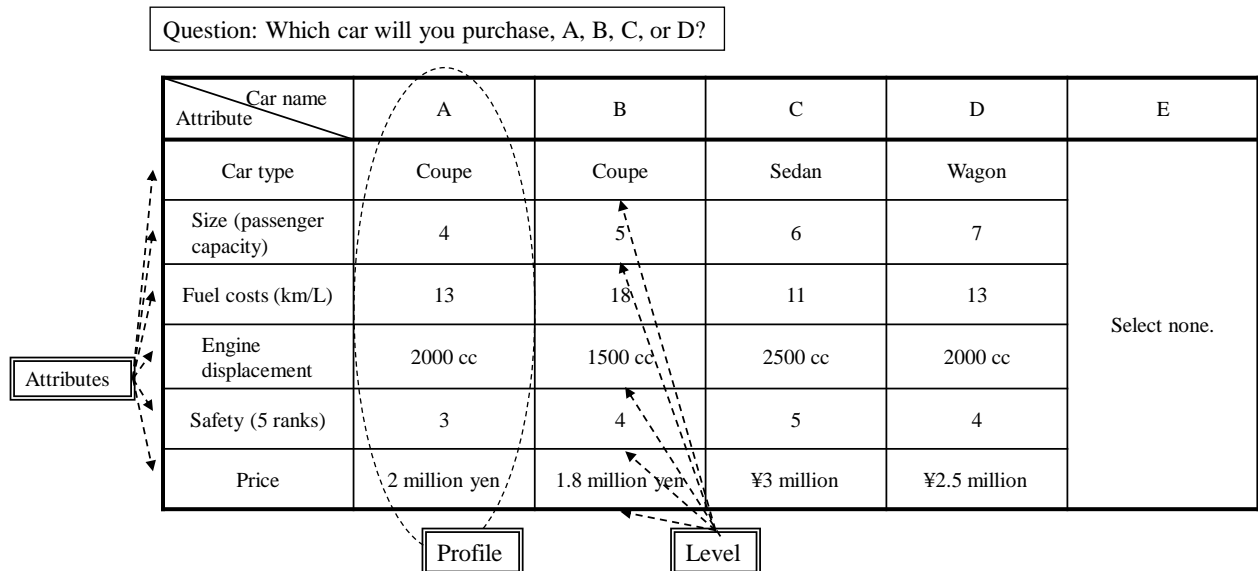 Question: Which car will you purchase, A, B, C, or D?
Car name
Attribute
A
B
C
D
E
Car type
Coupe
Coupe
Sedan
Wagon
Size (passenger
capacity)
4
5
6
7
Fuel costs (km/L)
13
18
11
13
Select none.
Engine
displacement
2000 cc
1500 cc
2500 cc
2000 cc
Attributes
Safety (5 ranks)
3
4
5
4
Price
2 million yen
1.8 million yen
¥3 million
¥2.5 million
Profile
Level